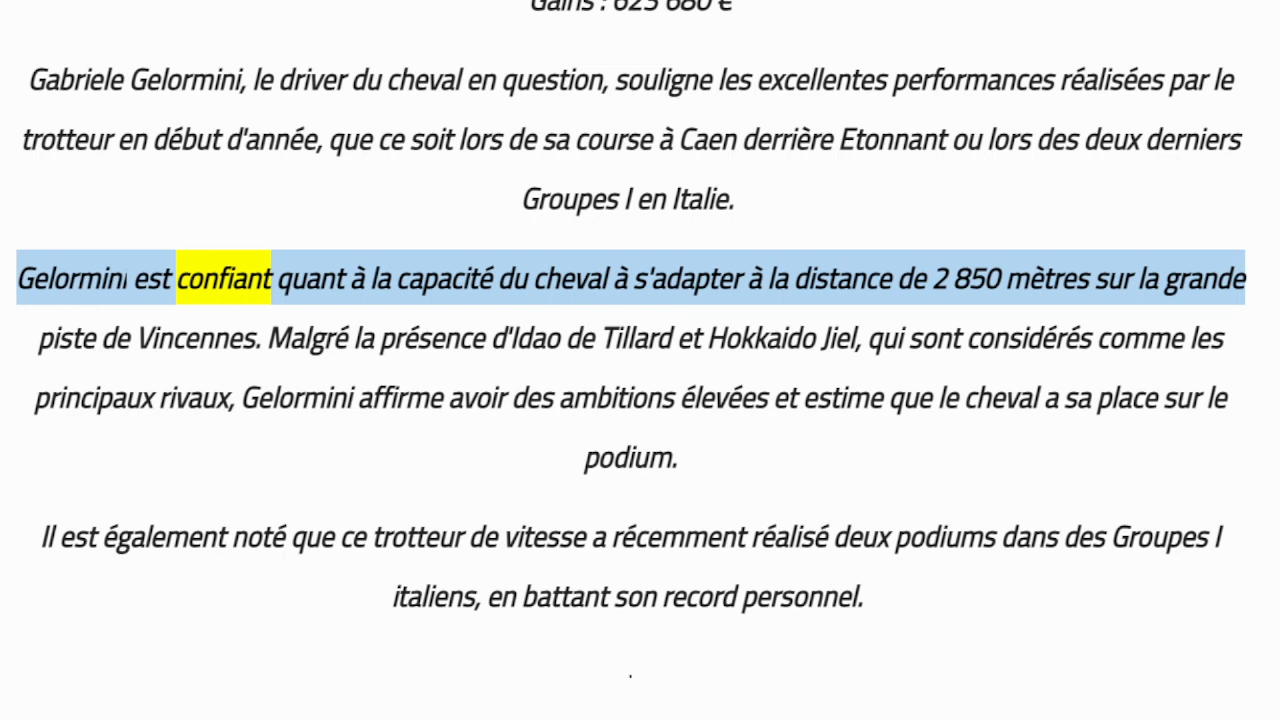 Gains : 623 680 €
Gabriele Gelormini, le driver du cheval en question, souligne les excellentes performances réalisées par le
trotteur en début d'année, que ce soit lors de sa course à Caen derrière Etonnant ou lors des deux derniers
Groupes I en Italie.
Gelormini est confiant quant à la capacité du cheval à s'adapter à la distance de 2 850 mètres sur la grande
piste de Vincennes. Malgré la présence d'Idao de Tillard et Hokkaido Jiel, qui sont considérés comme les
principaux rivaux, Gelormini affirme avoir des ambitions élevées et estime que le cheval a sa place sur le
podium.
Il est également noté que ce trotteur de vitesse a récemment réalisé deux podiums dans des Groupes I
italiens, en battant son record personnel.
.